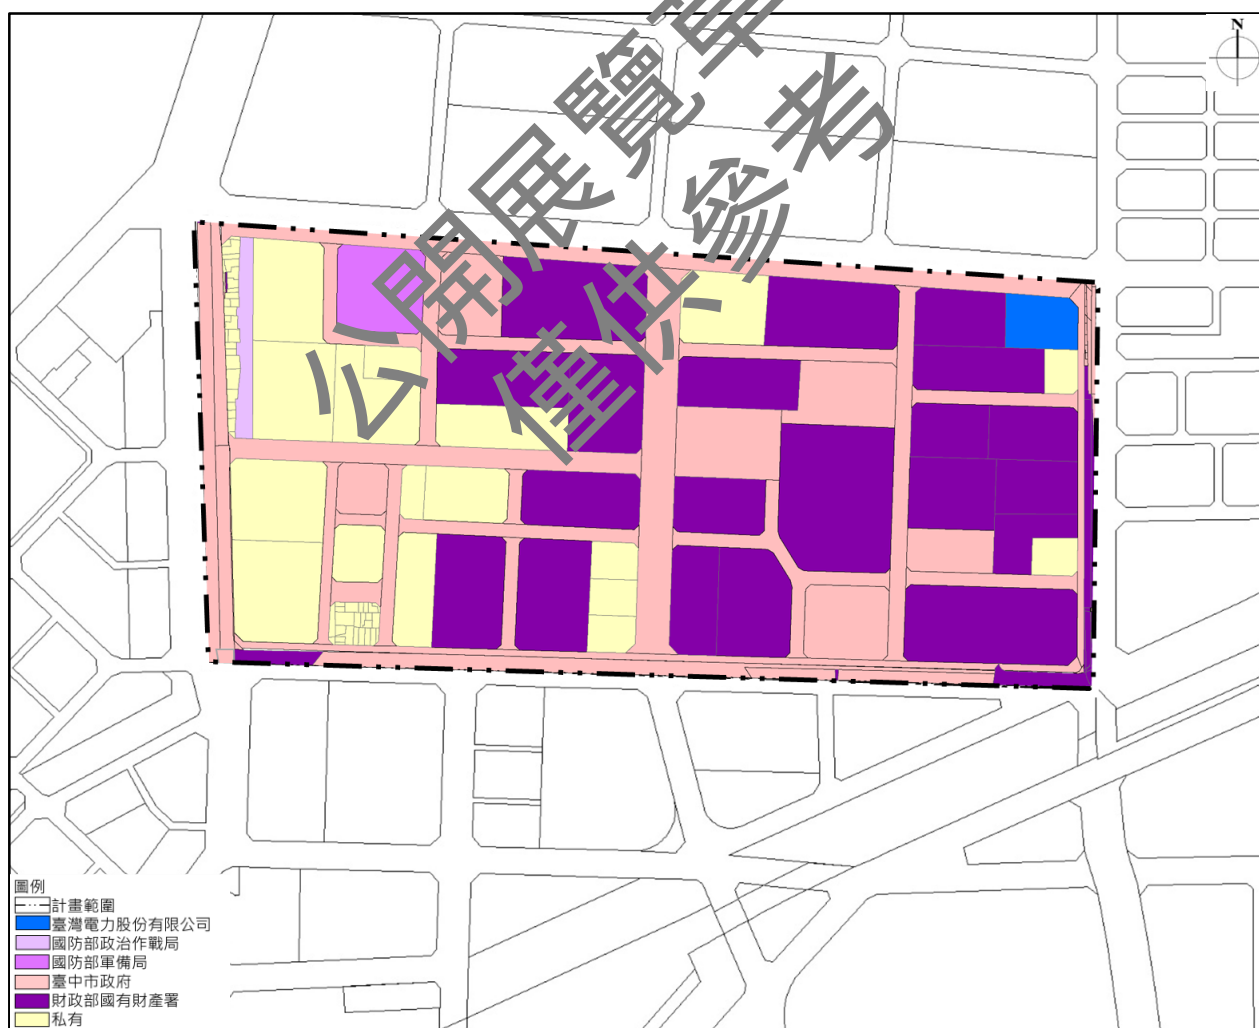 N
公開展覽草
僅供參考
圖例
計畫範圍
臺灣電力股份有限公司
國防部政治作戰局
國防部軍備局
臺中市政府
財政部國有財產署
私有